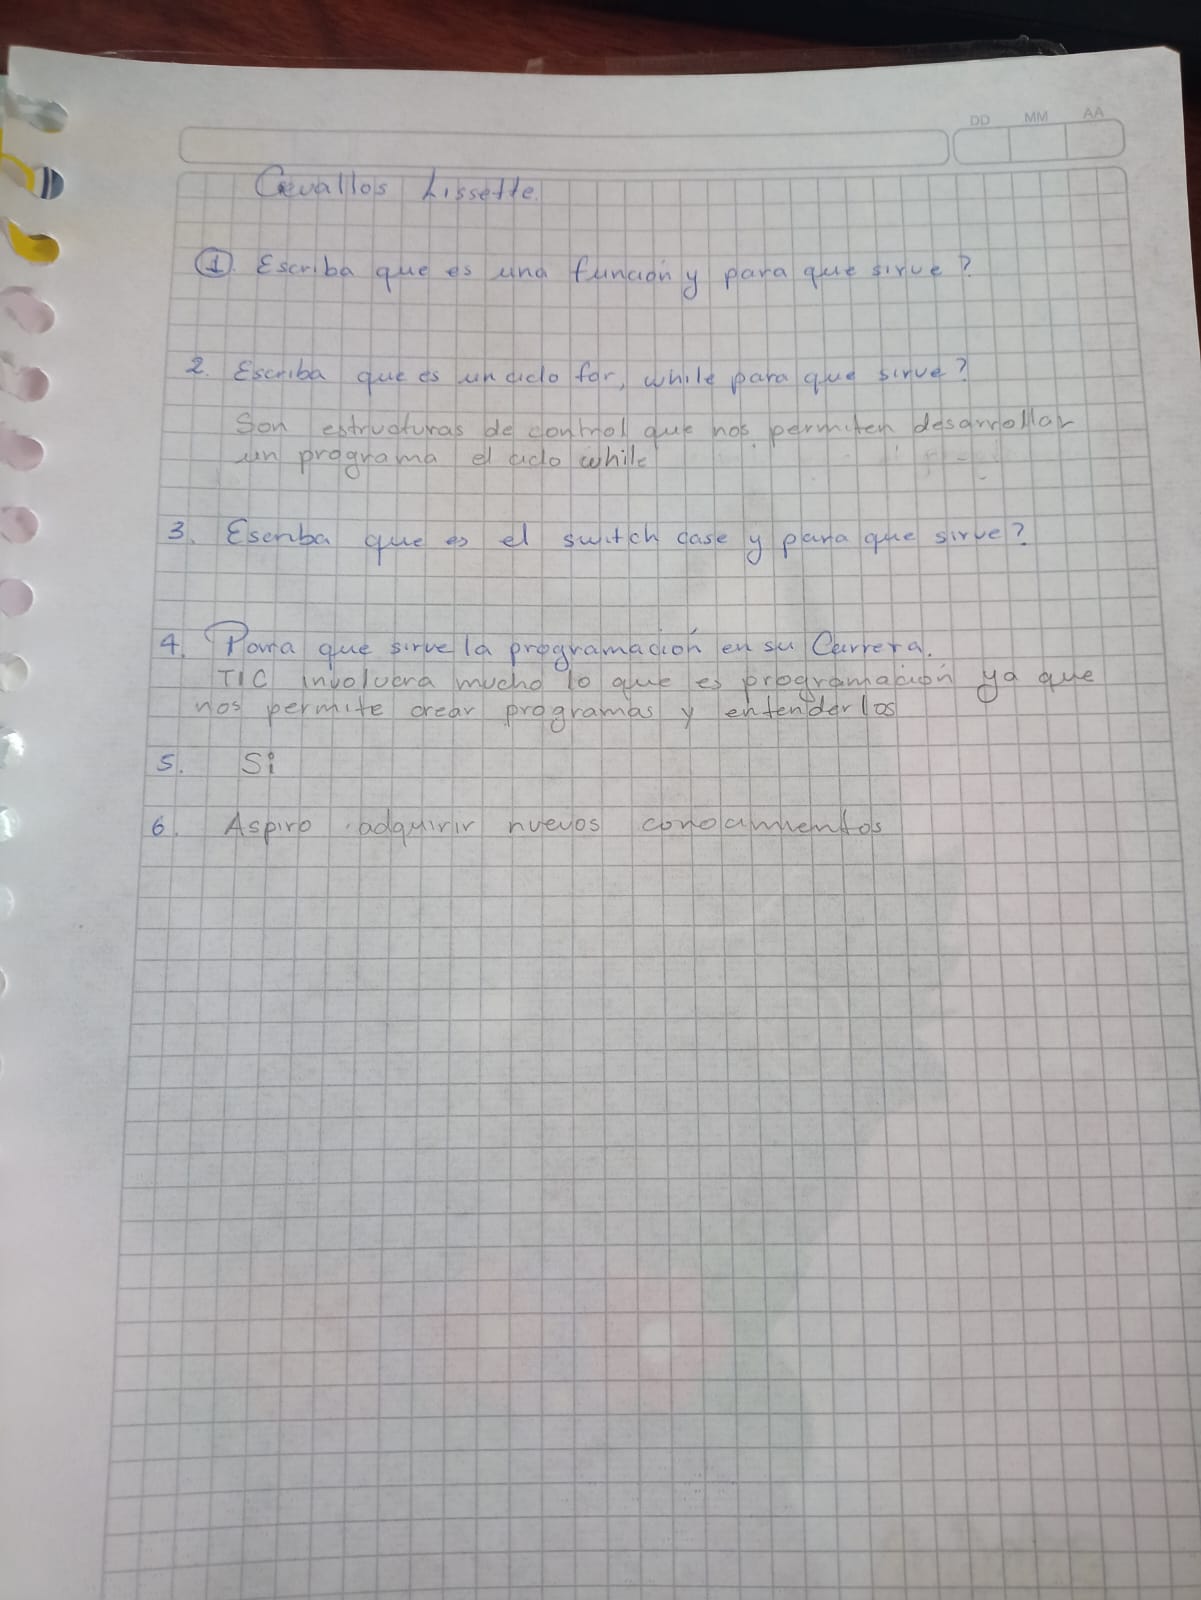 DD MM AA
Cevallos Lissette.
1. Escriba que es una función y para que sirve?
2. Escriba que es un ciclo for, while para que sirve?
Son estructuras de control que nos permiten desarrollar
un programa el ciclo while
3. Escriba que es el switch case y para que sirve?
4. Para que sirve la programación en su Carrera.
TIC involucra mucho lo que es programación ya que
nos permite crear programas y entenderlos
5. Si
6. Aspiro adquirir nuevos conocimientos